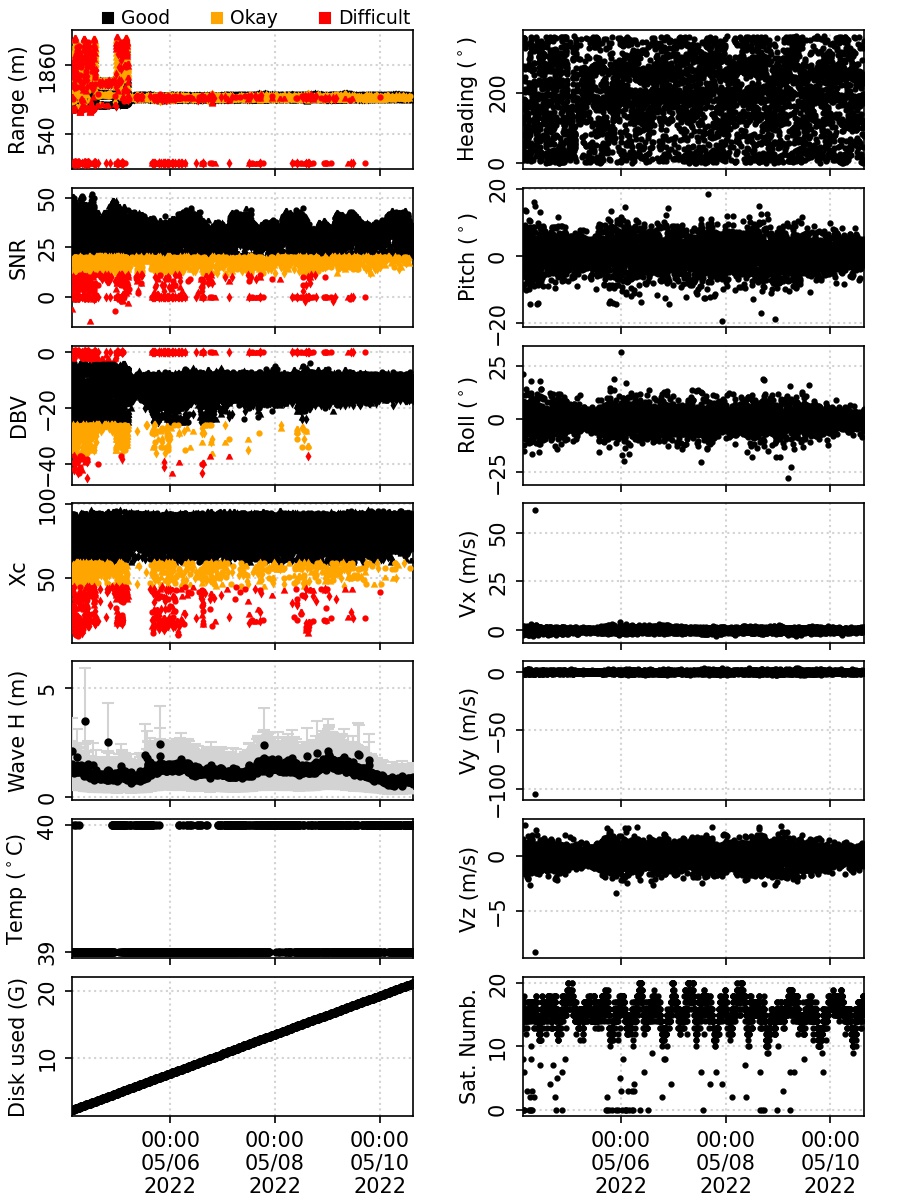 Good Okay Difficult
Range (m)
1860
540
Heading (°)
200
0
SNR
50
25
0
Pitch (°)
20
0
−20
DBV
0
−20
−40
Roll (°)
25
0
−25
Xc
100
50
Vx (m/s)
50
25
0
Wave H (m)
5
0
Vy (m/s)
0
−50
−100
Temp (°C)
40
39
Vz (m/s)
0
−5
Disk used (G)
20
10
Sat. Numb.
20
10
0
00:00 00:00 00:00
05/06 05/08 05/10
2022 2022 2022
00:00 00:00 00:00
05/06 05/08 05/10
2022 2022 2022